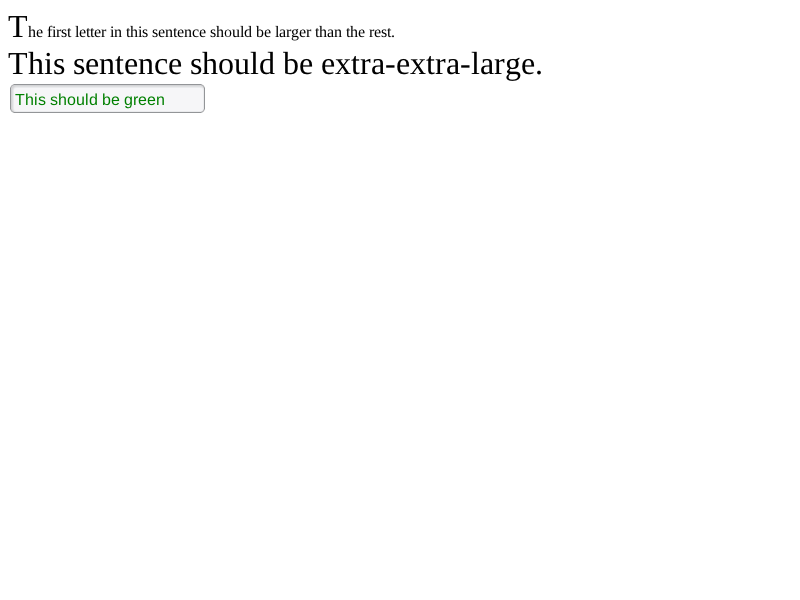 The first letter in this sentence should be larger than the rest.
This sentence should be extra-extra-large.
This should be green